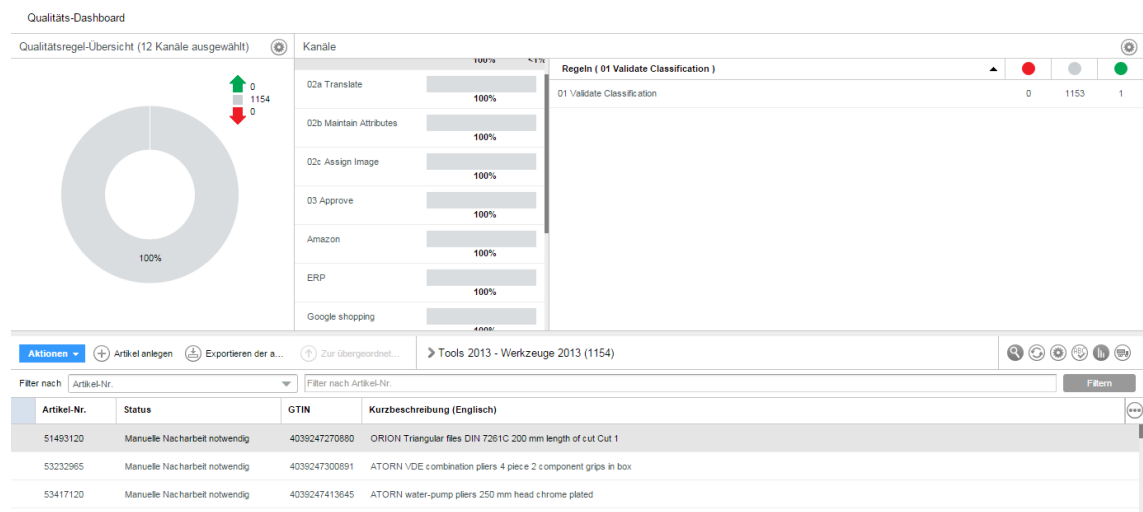 Qualitäts-Dashboard
Qualitätsregel-Übersicht (12 Kanäle ausgewählt)
0
1154
0
100%
Kanäle
100% <1%
02a Translate
100%
02b Maintain Attributes
100%
02c Assign Image
100%
03 Approve
100%
Amazon
100%
ERP
100%
Google shopping
100%
Regeln ( 01 Validate Classification )
01 Validate Classification 0 1153 1
Aktionen Artikel anlegen Exportieren der a... Zur übergeordnet... Tools 2013 - Werkzeuge 2013 (1154)
Filter nach Artikel-Nr. Filter nach Artikel-Nr. Filtern
Artikel-Nr. Status GTIN Kurzbeschreibung (Englisch)
51493120 Manuelle Nacharbeit notwendig 4039247270880 ORION Triangular files DIN 7261C 200 mm length of cut Cut 1
53232965 Manuelle Nacharbeit notwendig 4039247300891 ATORN VDE combination pliers 4 piece 2 component grips in box
53417120 Manuelle Nacharbeit notwendig 4039247413645 ATORN water-pump pliers 250 mm head chrome plated